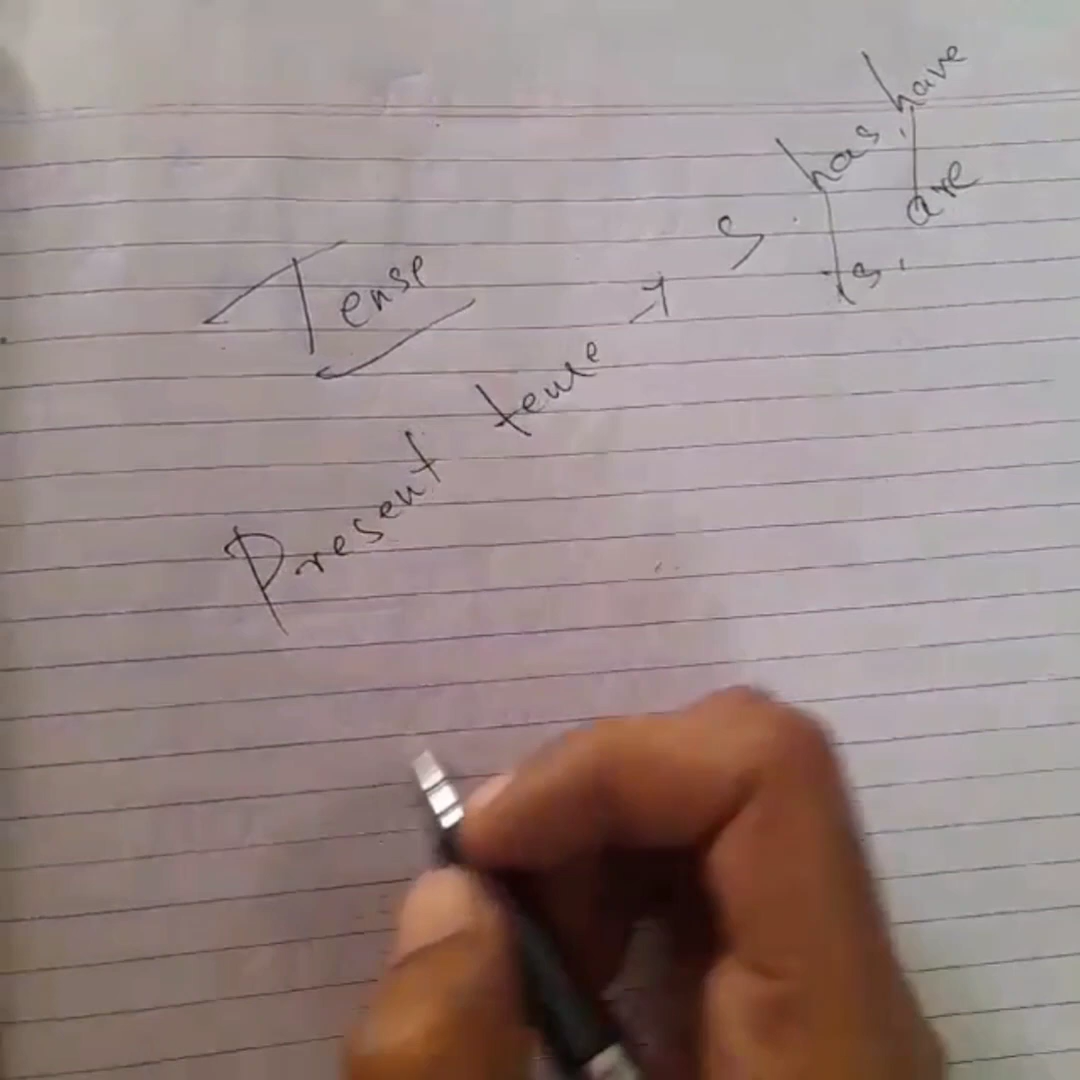 Tense
Present tense → s. has, have
is, are